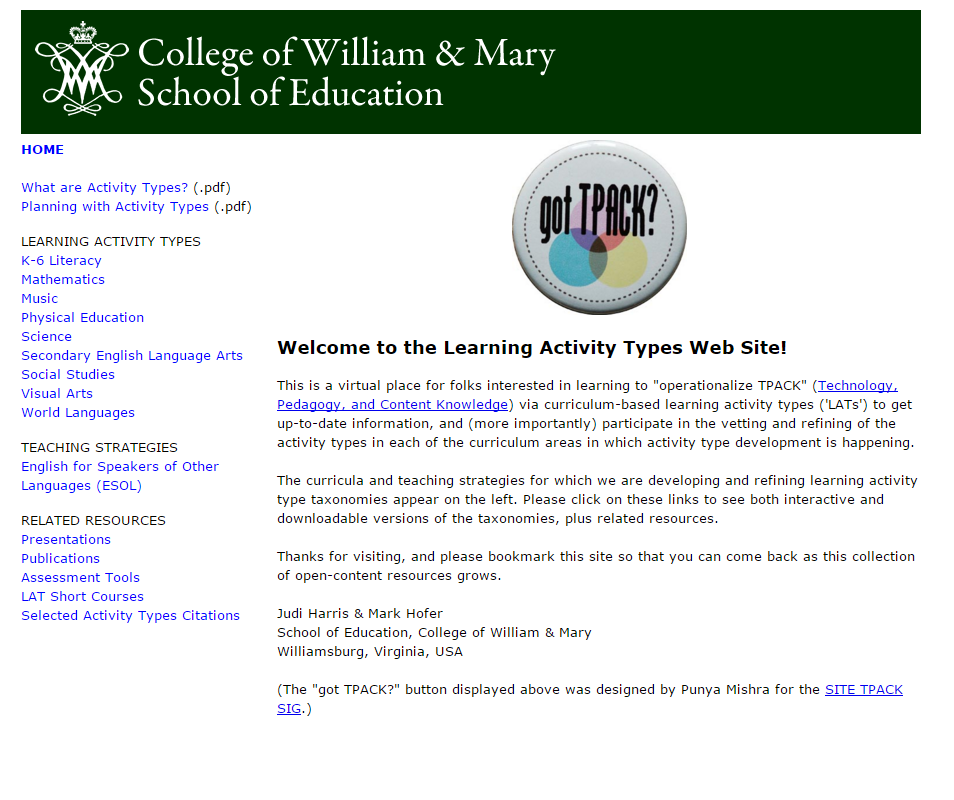 College of William & Mary
School of Education
HOME
What are Activity Types? (.pdf)
Planning with Activity Types (.pdf)
LEARNING ACTIVITY TYPES
K-6 Literacy
Mathematics
Music
Physical Education
Science
Secondary English Language Arts
Social Studies
Visual Arts
World Languages
TEACHING STRATEGIES
English for Speakers of Other
Languages (ESOL)
RELATED RESOURCES
Presentations
Publications
Assessment Tools
LAT Short Courses
Selected Activity Types Citations
got TPACK?
Welcome to the Learning Activity Types Web Site!
This is a virtual place for folks interested in learning to "operationalize TPACK" (Technology,
Pedagogy, and Content Knowledge) via curriculum-based learning activity types ('LATs') to get
up-to-date information, and (more importantly) participate in the vetting and refining of the
activity types in each of the curriculum areas in which activity type development is happening.
The curricula and teaching strategies for which we are developing and refining learning activity
type taxonomies appear on the left. Please click on these links to see both interactive and
downloadable versions of the taxonomies, plus related resources.
Thanks for visiting, and please bookmark this site so that you can come back as this collection
of open-content resources grows.
Judi Harris & Mark Hofer
School of Education, College of William & Mary
Williamsburg, Virginia, USA
(The "got TPACK?" button displayed above was designed by Punya Mishra for the SITE TPACK
SIG.)